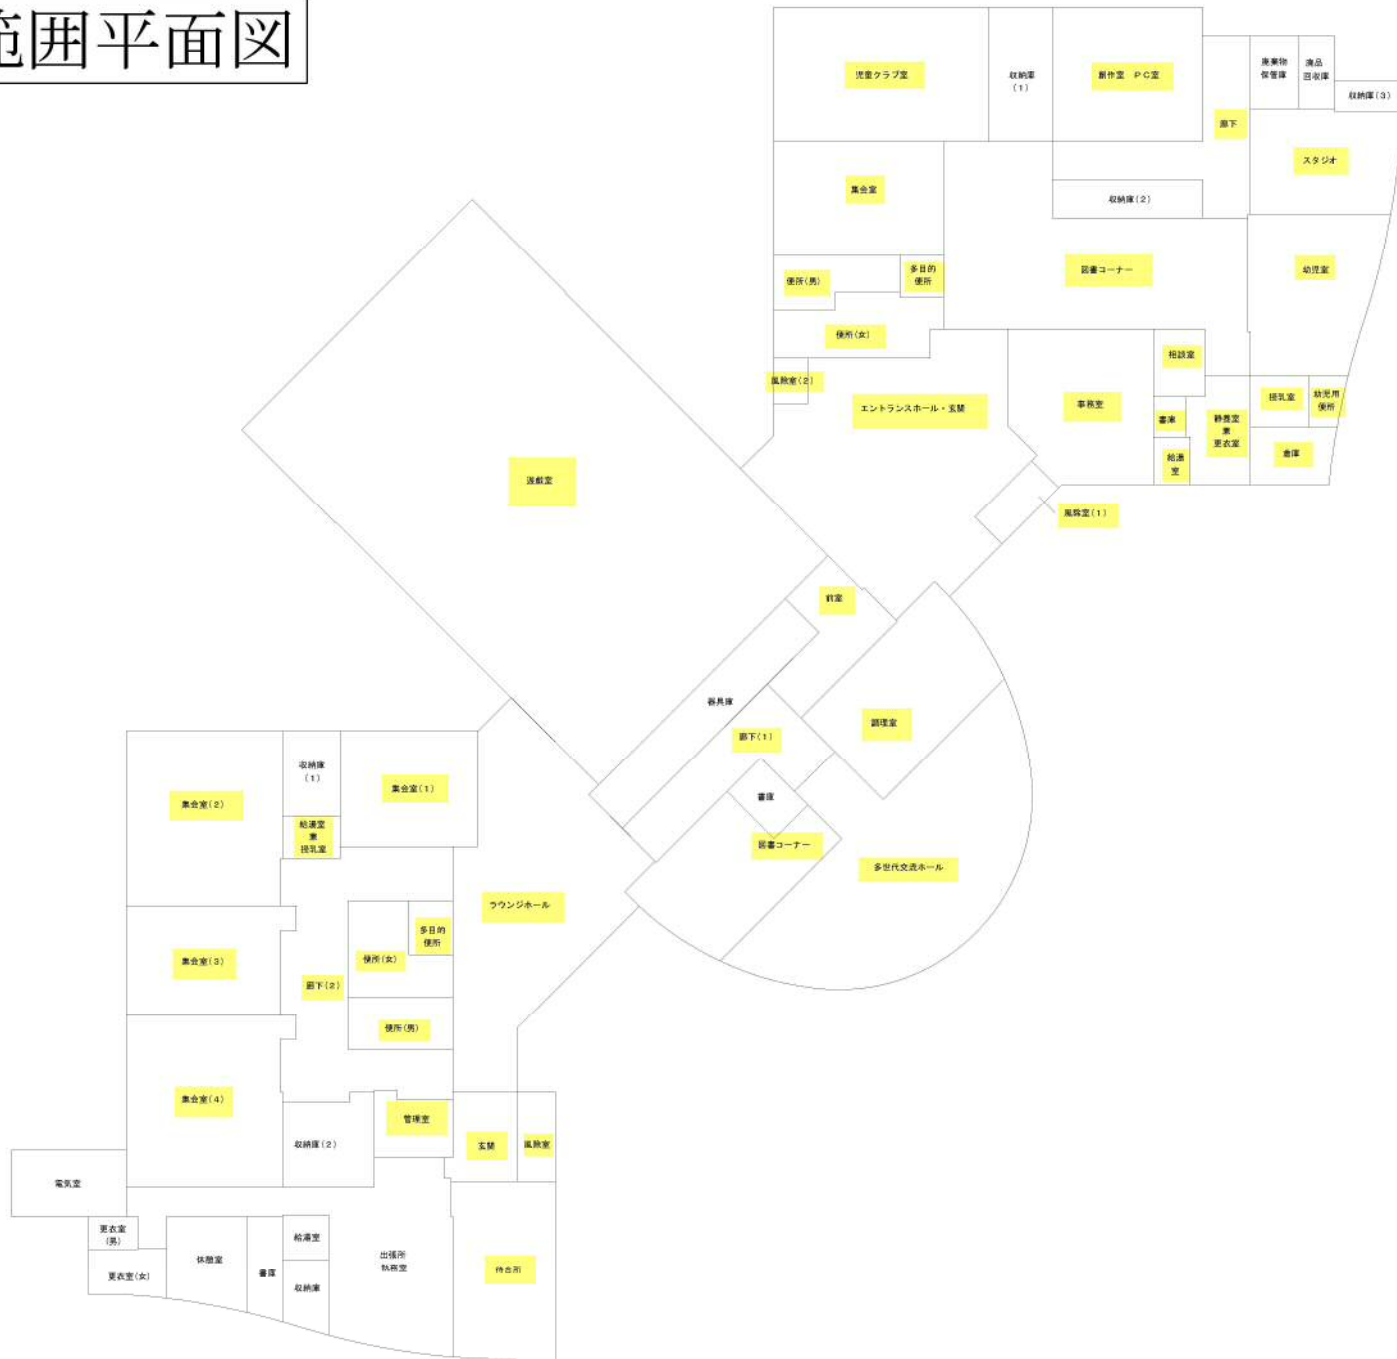 範囲平面図
児童クラブ室
収納庫
(1)
創作室 PC室
廃棄物
保管庫
廃品
回収庫
収納庫(3)
廊下
スタジオ
集会室
収納庫(2)
便所(男)
多目的
便所
図書コーナー
幼児室
便所(女)
風除室(2)
エントランスホール・玄関
事務室
相談室
書庫
給湯
室
静養室
兼
更衣室
授乳室
幼児用
便所
倉庫
風除室(1)
遊戯室
前室
器具庫
廊下(1)
調理室
書庫
図書コーナー
多世代交流ホール
集会室(2)
収納庫
(1)
集会室(1)
給湯室
兼
授乳室
ラウンジホール
集会室(3)
廊下(2)
便所(女)
多目的
便所
便所(男)
集会室(4)
収納庫(2)
管理室
玄関
風除室
電気室
更衣室
(男)
更衣室(女)
休憩室
書庫
給湯室
収納庫
出張所
執務室
待合所